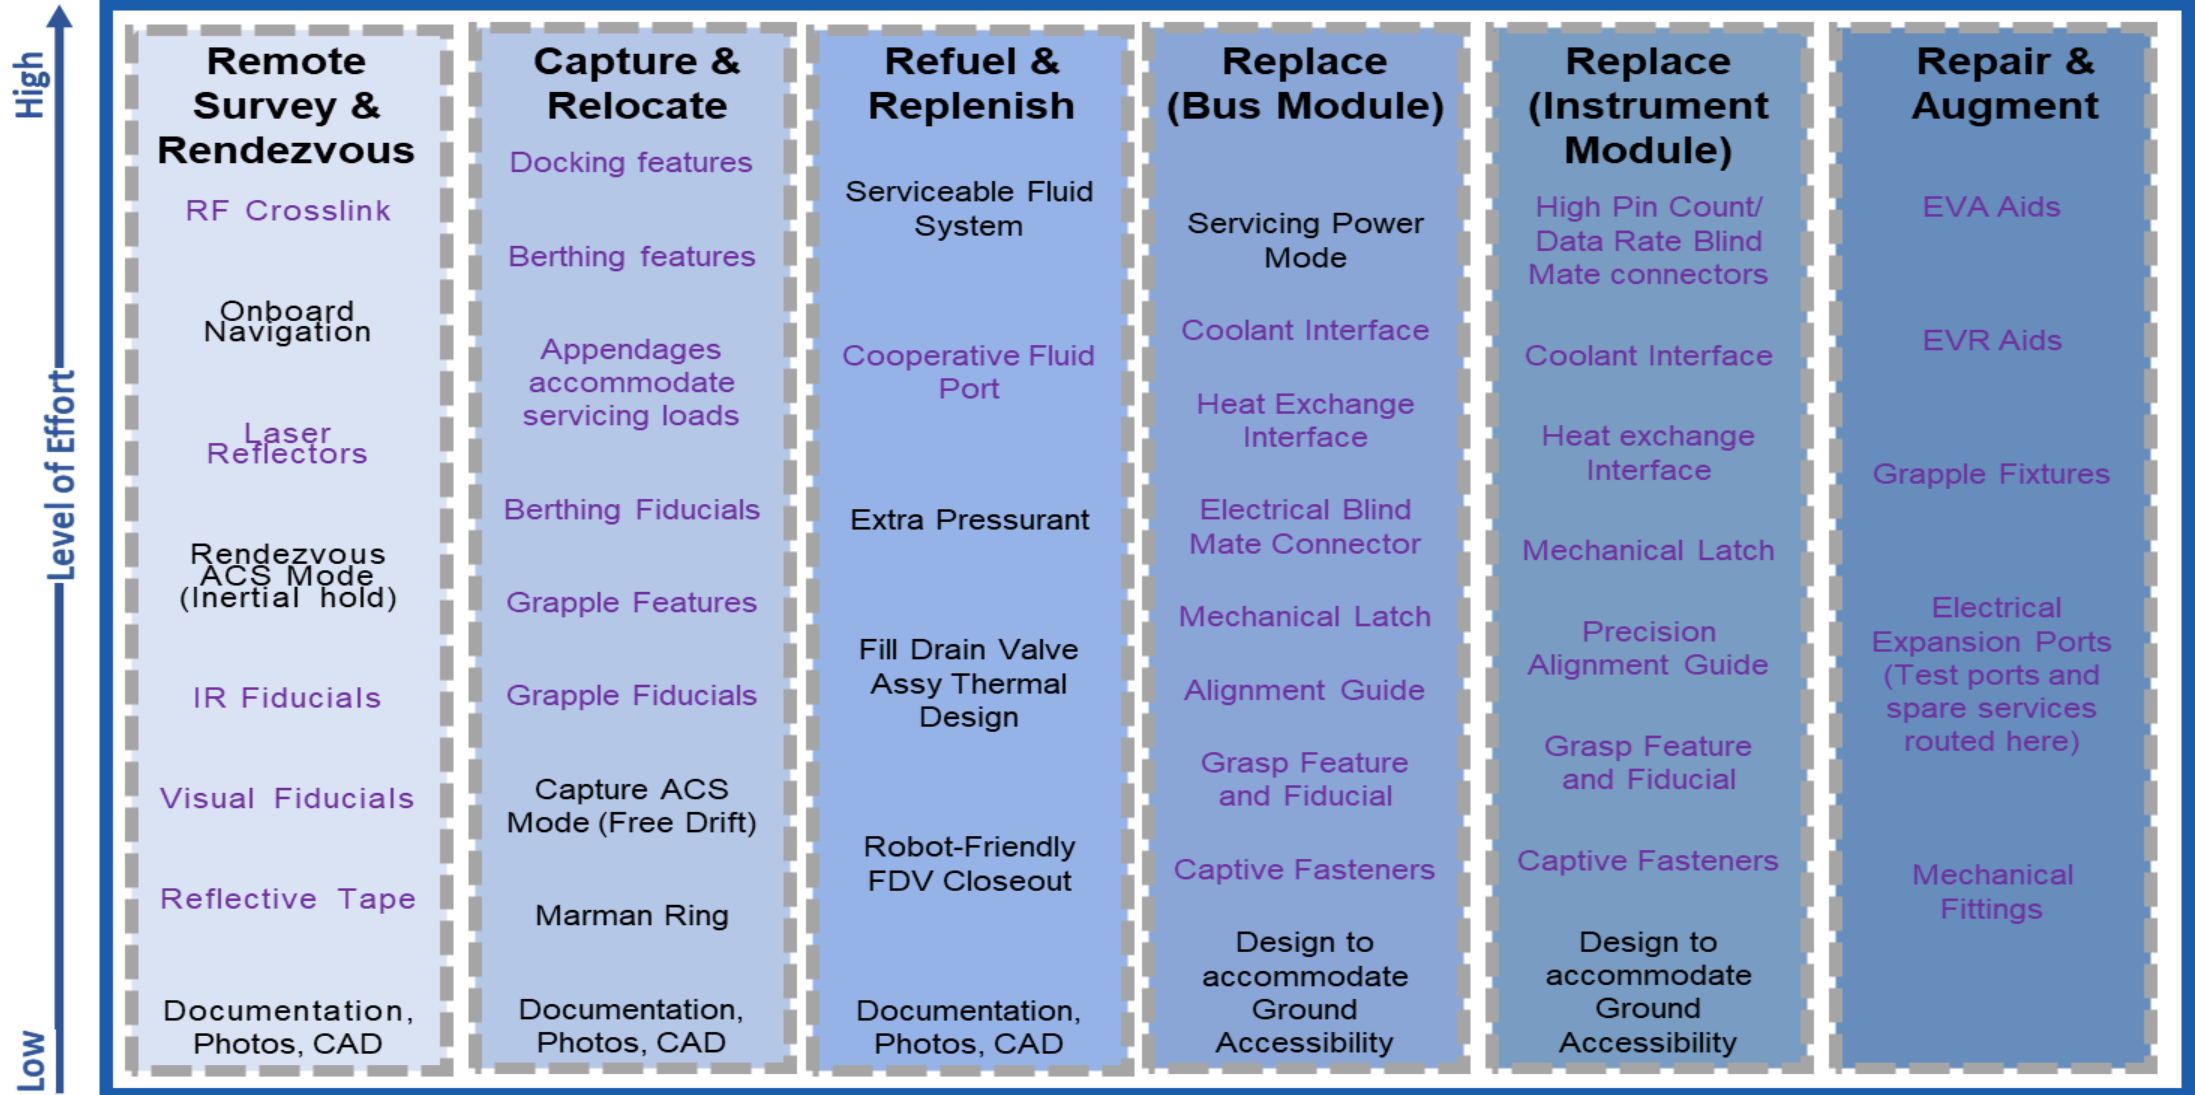 High
Level of Effort
Low
Remote
Survey &
Rendezvous
RF Crosslink
Onboard
Navigation
Laser
Reflectors
Rendezvous
ACS Mode
(Inertial hold)
IR Fiducials
Visual Fiducials
Reflective Tape
Documentation,
Photos, CAD
Capture &
Relocate
Docking features
Berthing features
Appendages
accommodate
servicing loads
Berthing Fiducials
Grapple Features
Grapple Fiducials
Capture ACS
Mode (Free Drift)
Marman Ring
Documentation,
Photos, CAD
Refuel &
Replenish
Serviceable Fluid
System
Cooperative Fluid
Port
Extra Pressurant
Fill Drain Valve
Assy Thermal
Design
Robot-Friendly
FDV Closeout
Documentation,
Photos, CAD
Replace
(Bus Module)
Servicing Power
Mode
Coolant Interface
Heat Exchange
Interface
Electrical Blind
Mate Connector
Mechanical Latch
Alignment Guide
Grasp Feature
and Fiducial
Captive Fasteners
Design to
accommodate
Ground
Accessibility
Replace
(Instrument
Module)
High Pin Count/
Data Rate Blind
Mate connectors
Coolant Interface
Heat exchange
Interface
Mechanical Latch
Precision
Alignment Guide
Grasp Feature
and Fiducial
Captive Fasteners
Design to
accommodate
Ground
Accessibility
Repair &
Augment
EVA Aids
EVR Aids
Grapple Fixtures
Electrical
Expansion Ports
(Test ports and
spare services
routed here)
Mechanical
Fittings